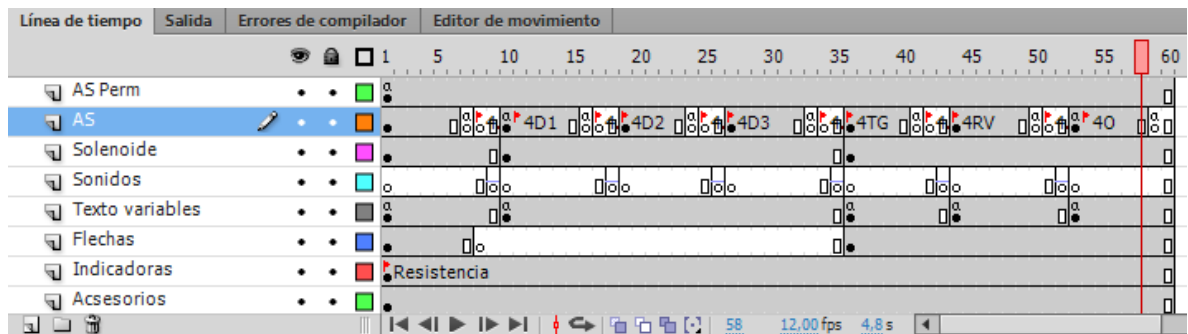 Línea de tiempo Salida Errores de compilador Editor de movimiento
1 5 10 15 20 25 30 35 40 45 50 55 60
AS Perm
AS 4D1 4D2 4D3 4TG 4RV 4O
Solenoide
Sonidos
Texto variables
Flechas
Indicadoras Resistencia
Acsesorios
58 12,00 fps 4,8 s